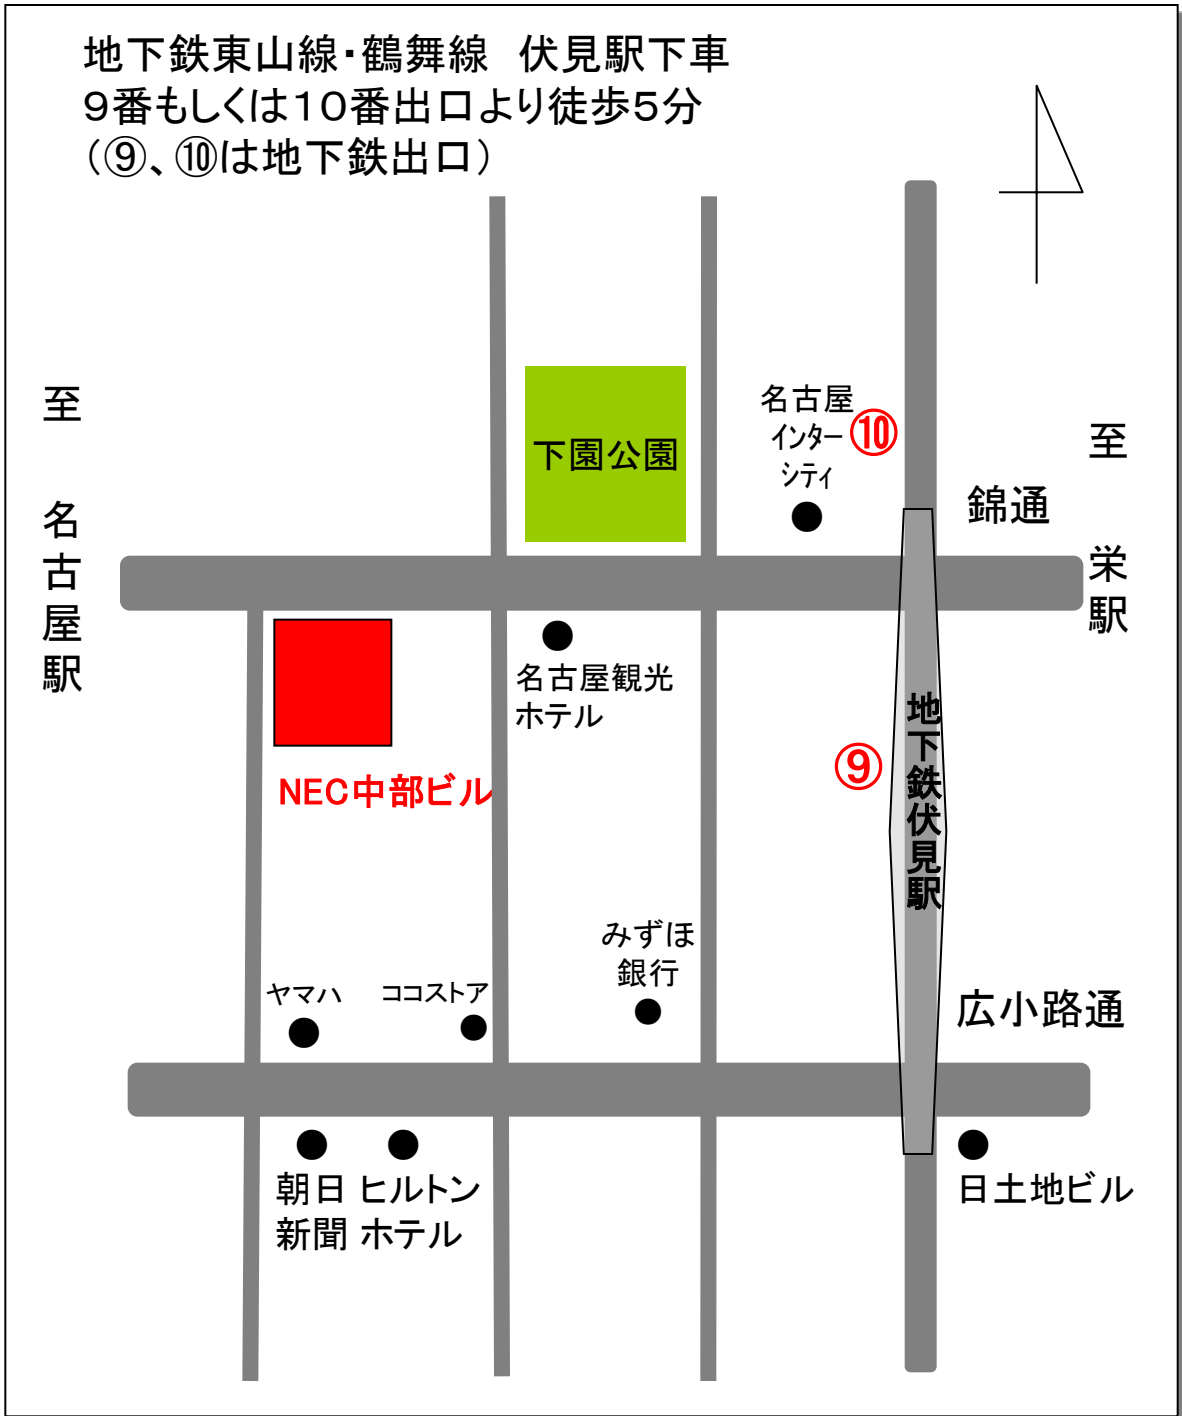 地下鉄東山線・鶴舞線　伏見駅下車
９番もしくは１０番出口より徒歩５分
（⑨、⑩は地下鉄出口）
至　名古屋駅
下園公園
名古屋
インター
シティ
⑩
至　栄駅
錦通
名古屋観光
ホテル
NEC中部ビル
⑨
地下鉄伏見駅
みずほ
銀行
ヤマハ
ココストア
広小路通
朝日
新聞
ヒルトン
ホテル
日土地ビル